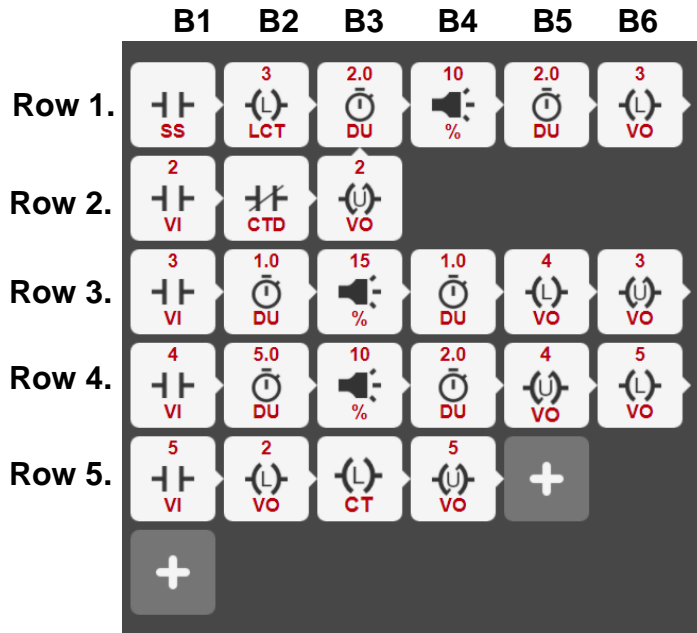 B1 B2 B3 B4 B5 B6
Row 1.
3 2.0 10 2.0 3
SS LCT DU % DU VO
Row 2.
2 2
VI CTD VO
Row 3.
3 1.0 15 1.0 4 3
VI DU % DU VO VO
Row 4.
4 5.0 10 2.0 4 5
VI DU % DU VO VO
Row 5.
5 2 5
VI VO CT VO